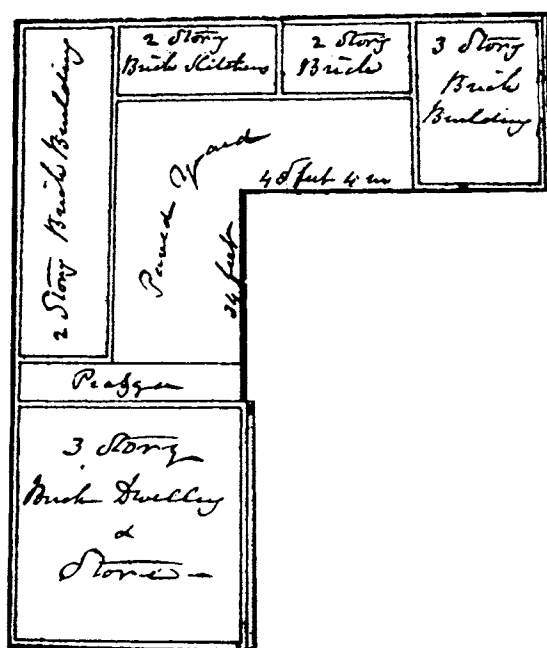 2 Story
Brick Kitchens
2 Story
Brick
3 Story
Brick
Building
2 Story Brick Building
Paved Yard
48 feet 4 in
34 feet
Piazza
3 Story
Brick Dwelling
&
Stores